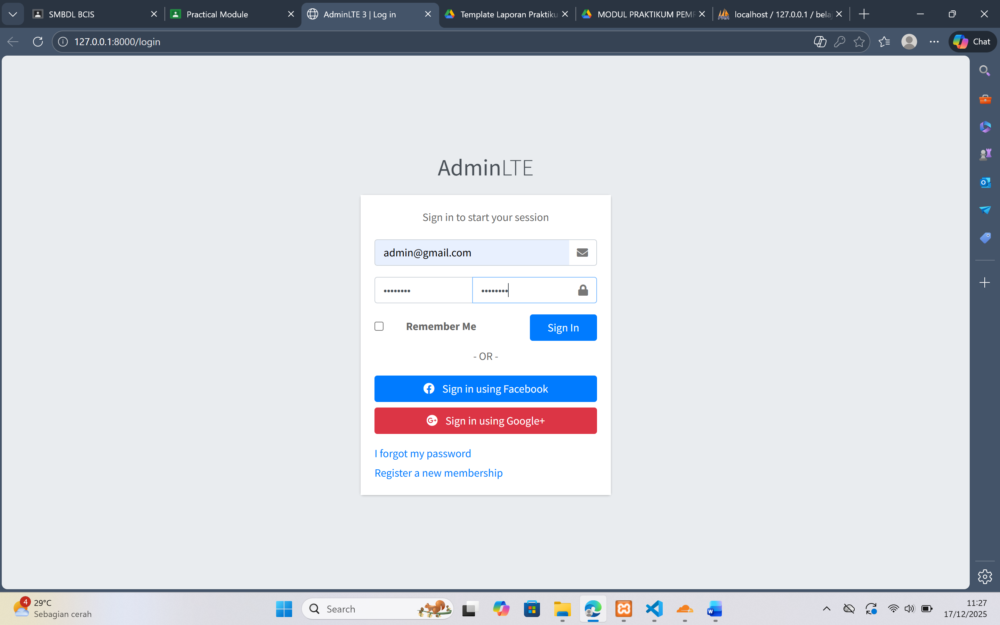 SMBDL BCIS
Practical Module
AdminLTE 3 | Log in
Template Laporan Praktiku
MODUL PRAKTIKUM PEMR
localhost / 127.0.0.1 / belaj
127.0.0.1:8000/login
Chat
AdminLTE
Sign in to start your session
admin@gmail.com
••••••••
••••••••
Remember Me
Sign In
- OR -
Sign in using Facebook
Sign in using Google+
I forgot my password
Register a new membership
4
29°C
Sebagian cerah
Search
11:27
17/12/2025